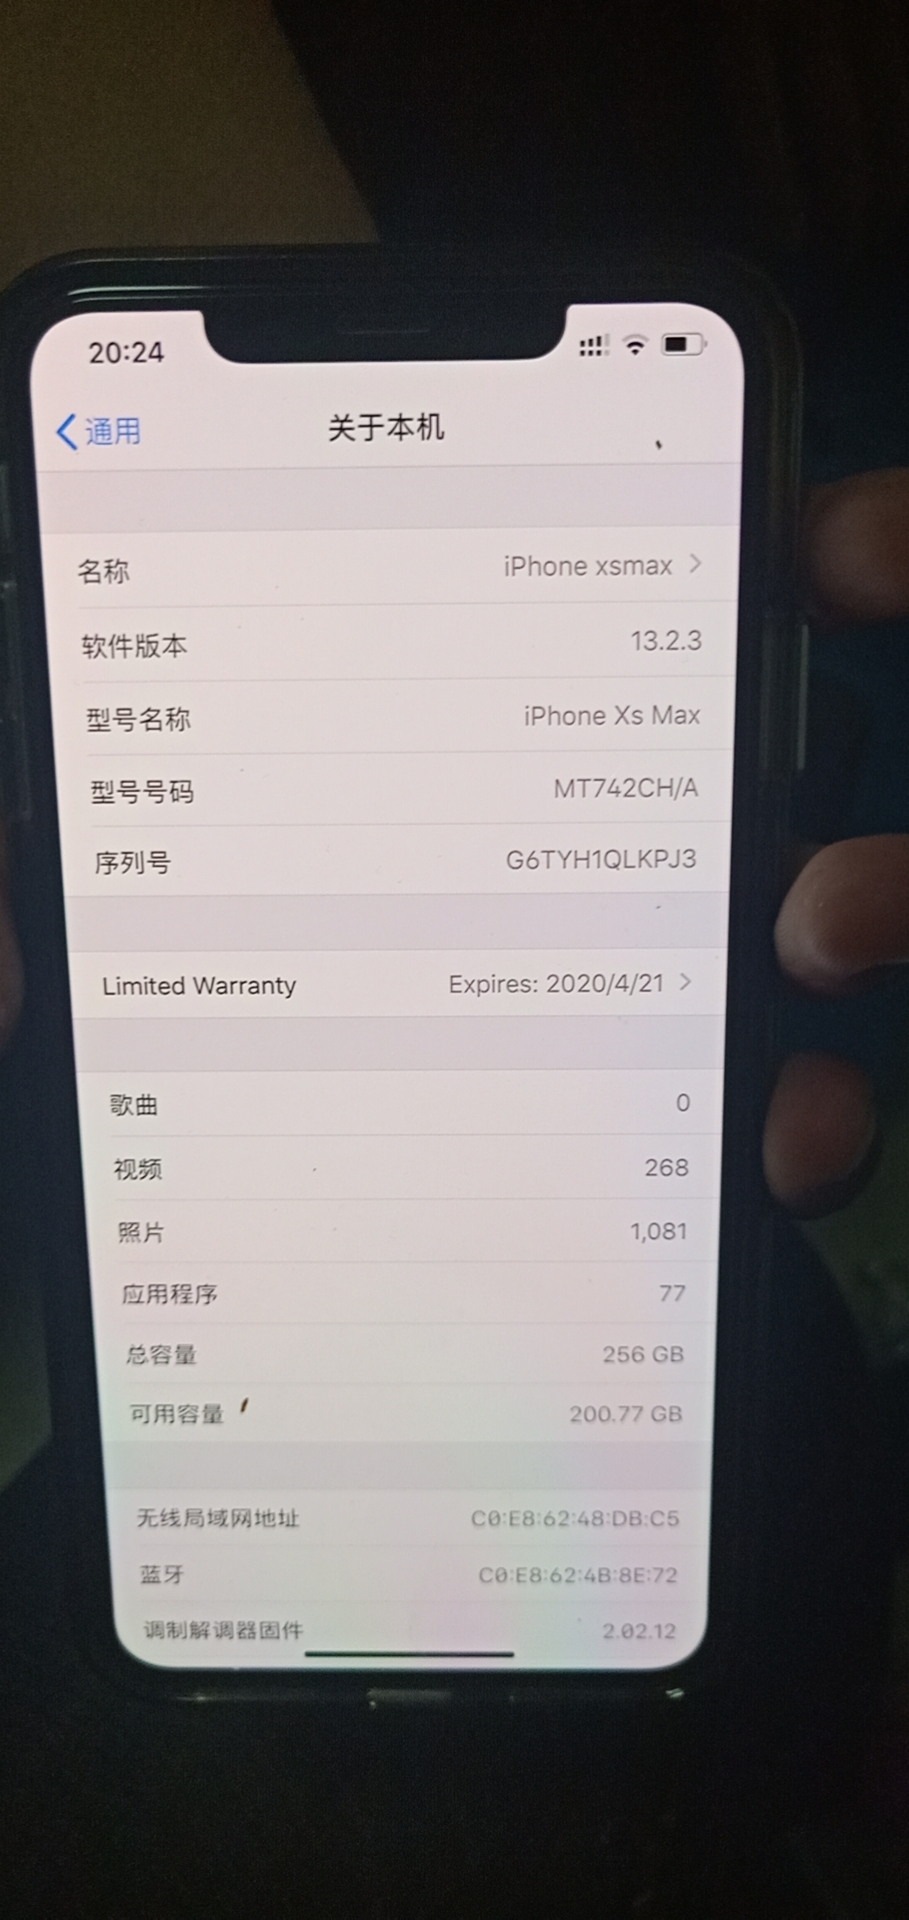 20:24
通用
关于本机
名称 iPhone xsmax
软件版本 13.2.3
型号名称 iPhone Xs Max
型号号码 MT742CH/A
序列号 G6TYH1QLKPJ3
Limited Warranty Expires: 2020/4/21
歌曲 0
视频 268
照片 1,081
应用程序 77
总容量 256 GB
可用容量 200.77 GB
无线局域网地址 C0:E8:62:48:DB:C5
蓝牙 C0:E8:62:4B:8E:72
调制解调器固件 2.02.12